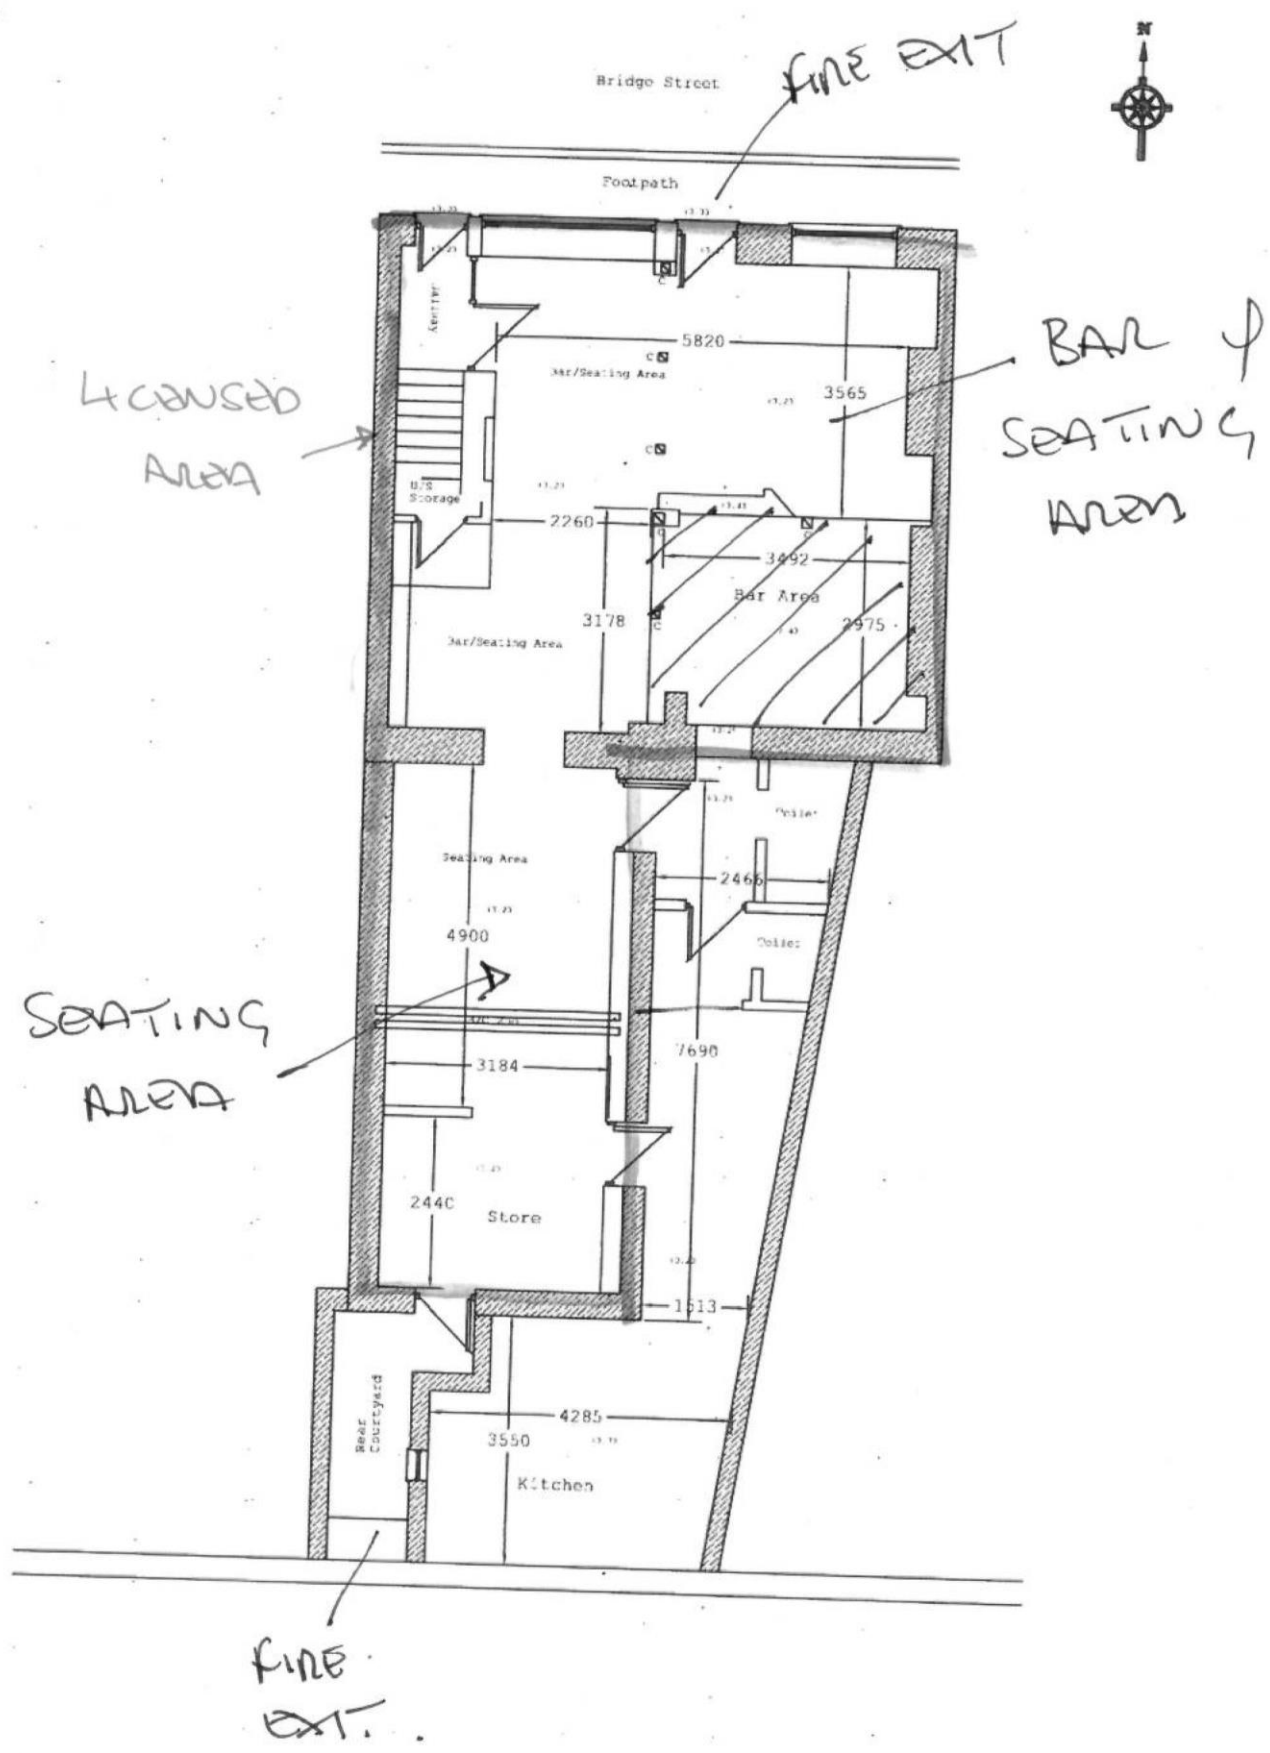 N
FIRE EXIT
Bridge Street
Footpath
Hallway
5820
C
Bar/Seating Area
3565
BAR &
SEATING
AREA
LICENSED
AREA
C
U/S
Storage
2260
C
C
3492
Bar Area
3178
C
2975
Bar/Seating Area
Toilet
Seating Area
2466
4900
Toilet
SEATING
AREA
7690
3184
2440
Store
1513
Rear
Courtyard
4285
3550
Kitchen
FIRE
EXIT.